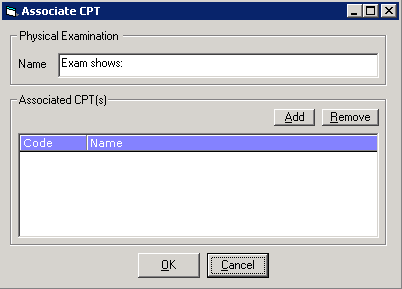 Associate CPT
Physical Examination
Name Exam shows:
Associated CPT(s)
Add Remove
Code Name
OK Cancel